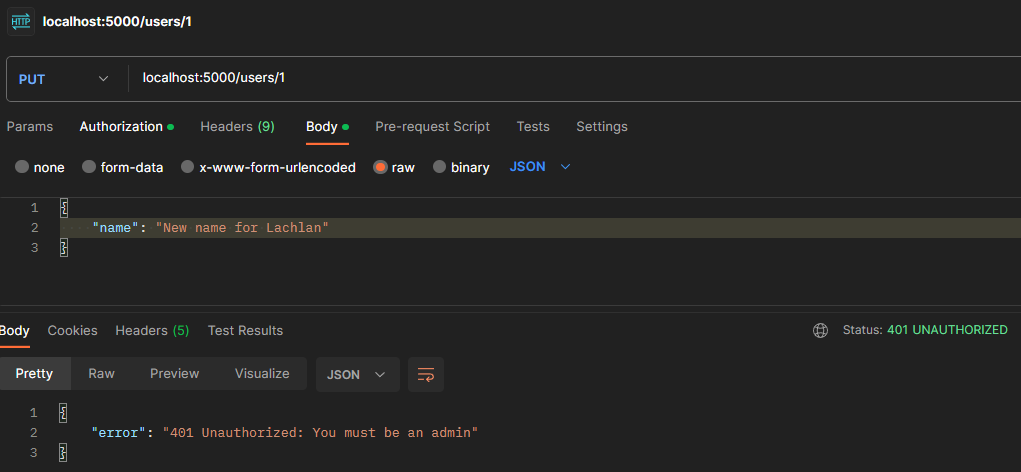 HTTP localhost:5000/users/1
PUT localhost:5000/users/1
Params Authorization Headers (9) Body Pre-request Script Tests Settings
none form-data x-www-form-urlencoded raw binary JSON
1 {
2 "name": "New name for Lachlan"
3 }
Body Cookies Headers (5) Test Results Status: 401 UNAUTHORIZED
Pretty Raw Preview Visualize JSON
1 {
2 "error": "401 Unauthorized: You must be an admin"
3 }